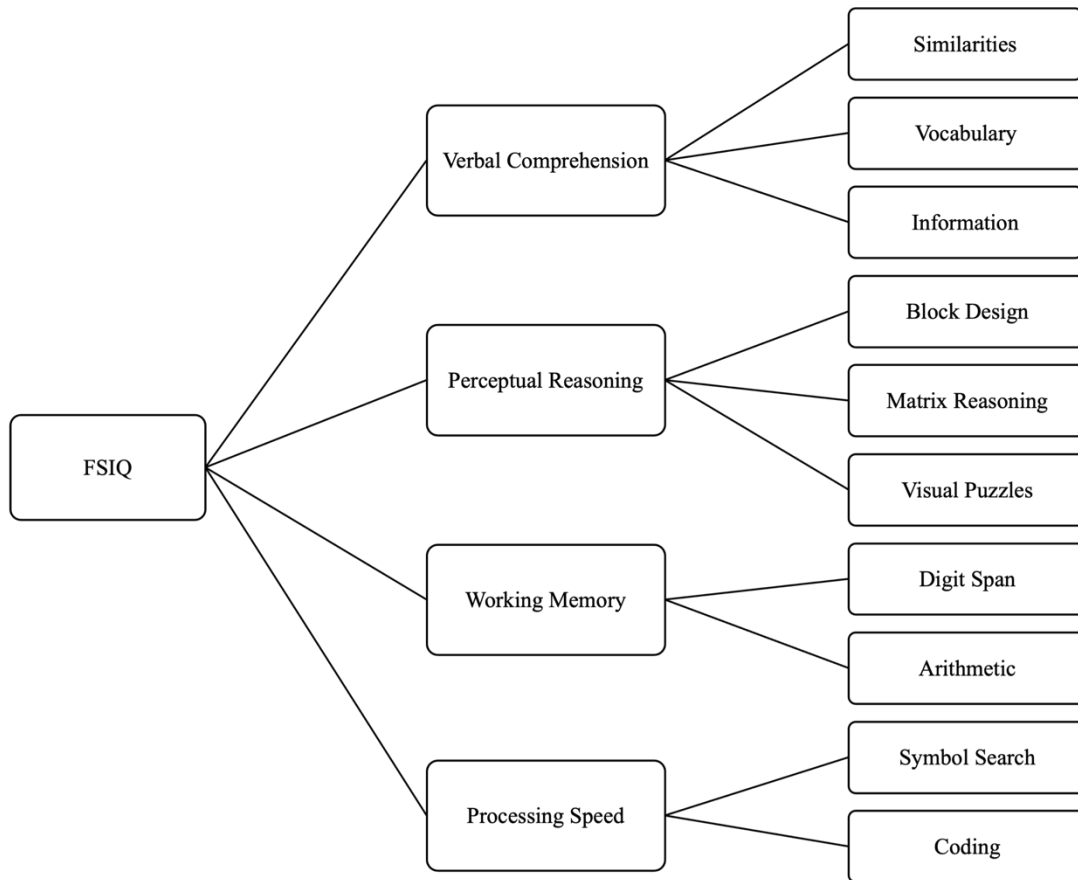 FSIQ
Verbal Comprehension
Similarities
Vocabulary
Information
Perceptual Reasoning
Block Design
Matrix Reasoning
Visual Puzzles
Working Memory
Digit Span
Arithmetic
Processing Speed
Symbol Search
Coding